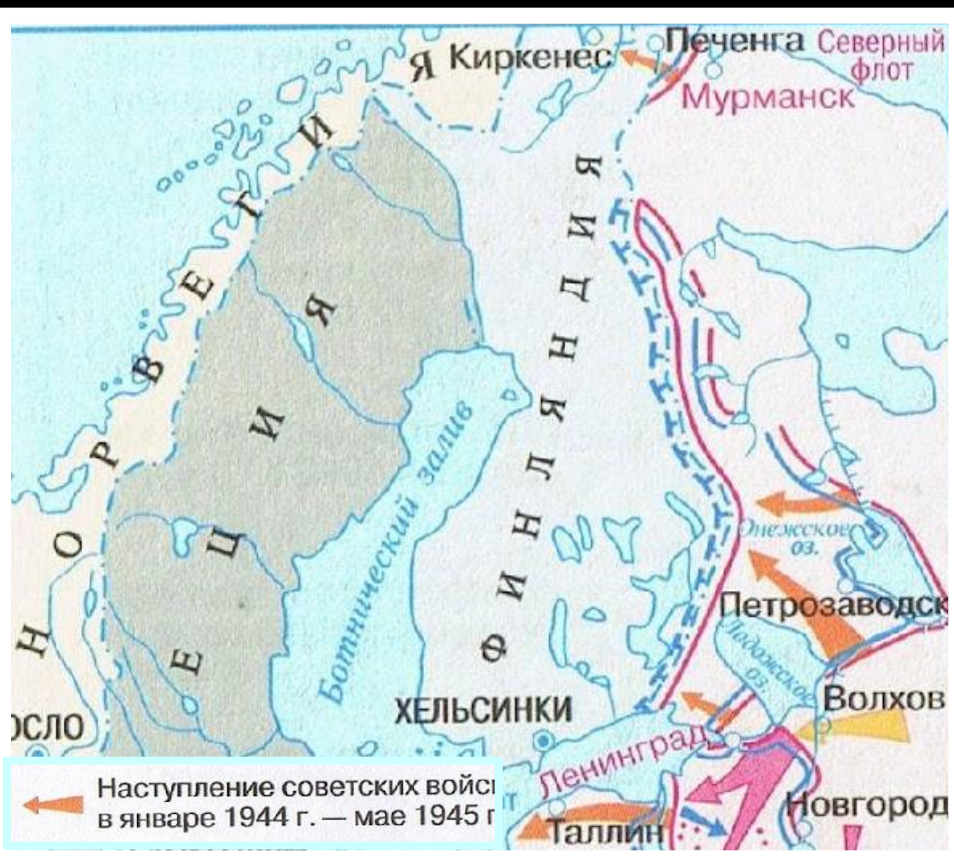 Киркенес
Печенга
Северный
флот
Мурманск
НОРВЕГИЯ
ШВЕЦИЯ
ФИНЛЯНДИЯ
Ботнический залив
Онежское
оз.
Петрозаводск
Ладожское
оз.
Волхов
ХЕЛЬСИНКИ
ОСЛО
Ленинград
Новгород
Таллин
Наступление советских войск
в январе 1944 г. — мае 1945 г